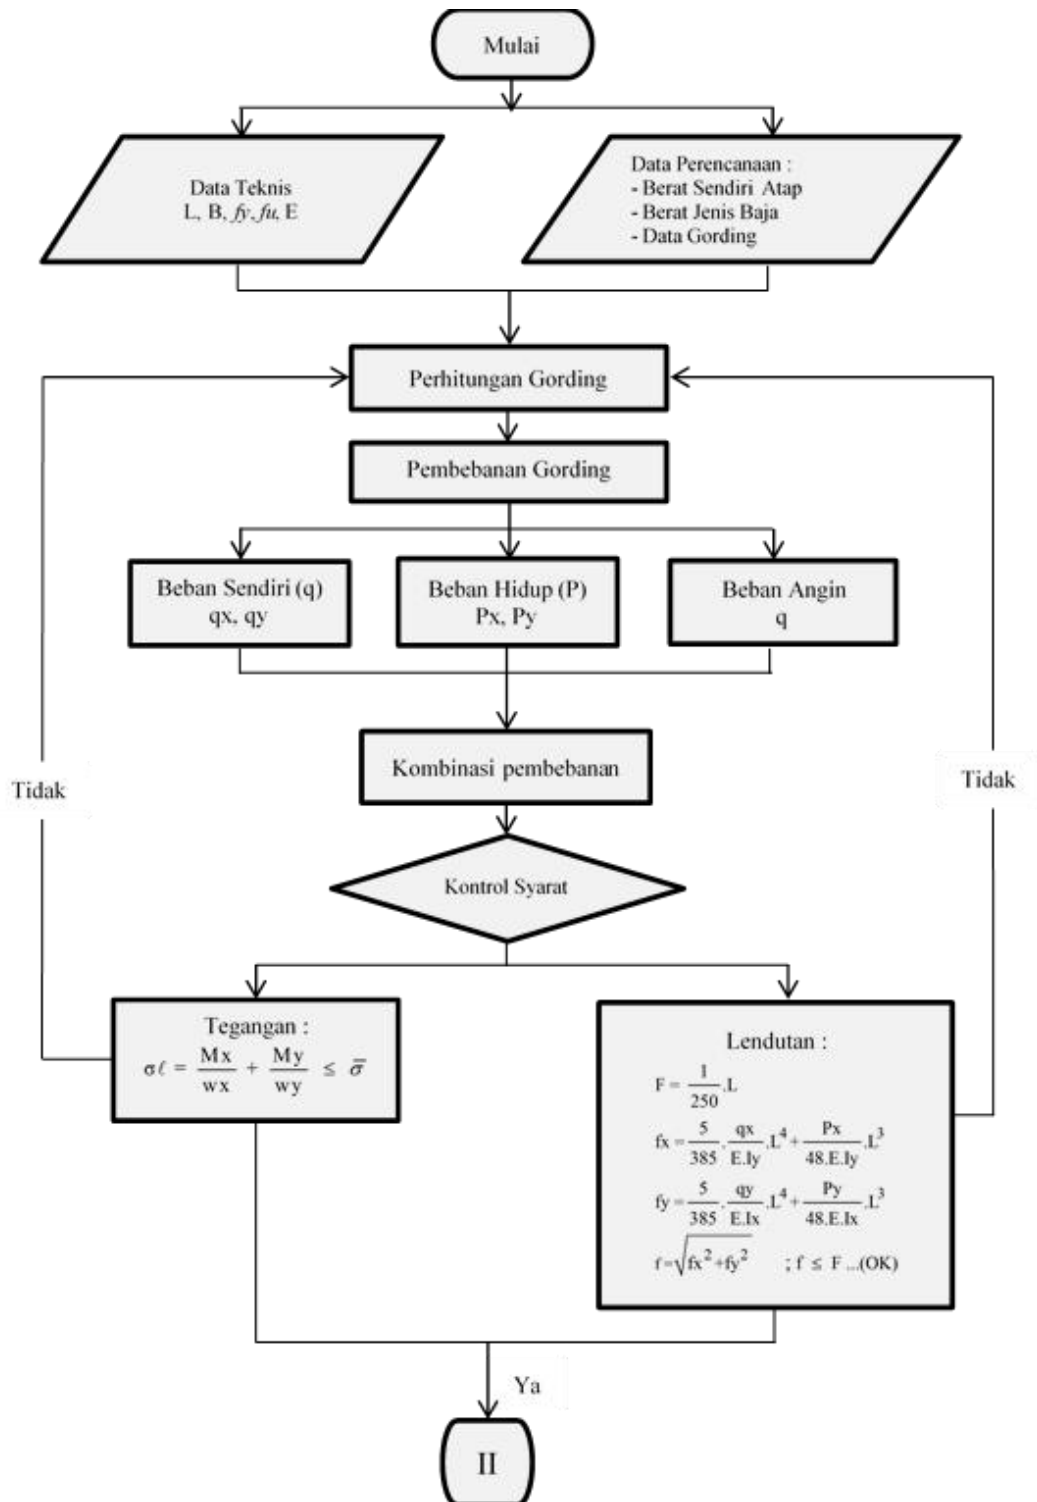 Mulai
Data Teknis
L, B, fy, fu, E
Data Perencanaan :
- Berat Sendiri Atap
- Berat Jenis Baja
- Data Gording
Perhitungan Gording
Pembebanan Gording
Beban Sendiri (q)
qx, qy
Beban Hidup (P)
Px, Py
Beban Angin
q
Kombinasi pembebanan
Tidak
Tidak
Kontrol Syarat
Tegangan :
σℓ = Mx/wx + My/wy ≤ σ̅
Lendutan :
F = 1/250 .L
fx = 5/385 . qx/E.Iy .L⁴ + Px/48.E.Iy .L³
fy = 5/385 . qy/E.Ix .L⁴ + Py/48.E.Ix .L³
f = √fx² + fy² ; f ≤ F ...(OK)
Ya
II